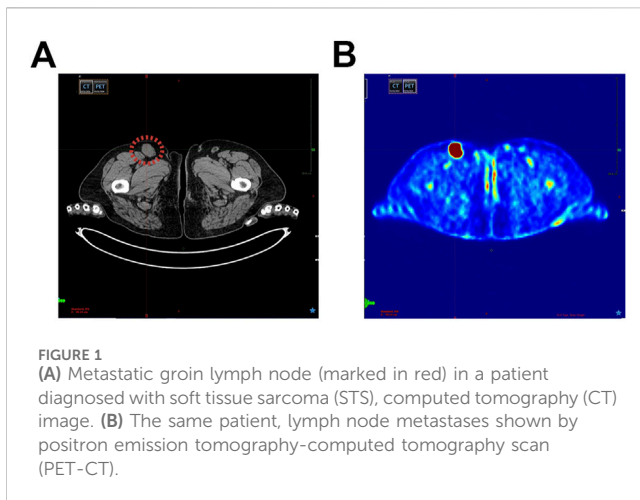 A B
CT PET
CT PET
FIGURE 1
(A) Metastatic groin lymph node (marked in red) in a patient
diagnosed with soft tissue sarcoma (STS), computed tomography (CT)
image. (B) The same patient, lymph node metastases shown by
positron emission tomography-computed tomography scan
(PET-CT).